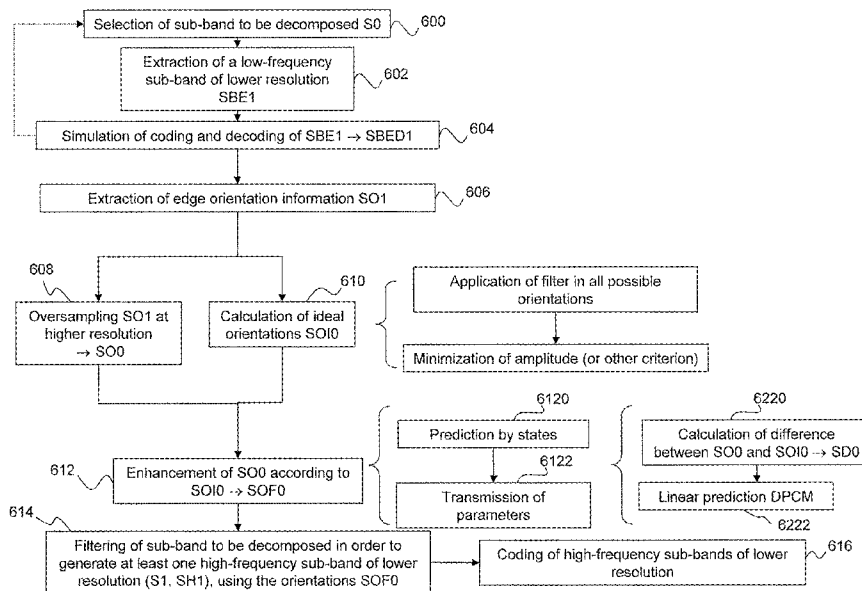 Selection of sub-band to be decomposed S0
600
Extraction of a low-frequency
sub-band of lower resolution
SBE1
602
Simulation of coding and decoding of SBE1 → SBED1
604
Extraction of edge orientation information SO1
606
608
610
Oversampling SO1 at
higher resolution
→ SO0
Calculation of ideal
orientations SOI0
Application of filter in all possible
orientations
Minimization of amplitude (or other criterion)
612
Enhancement of SO0 according to
SOI0 → SOF0
6120
Prediction by states
6122
Transmission of
parameters
6220
Calculation of difference
between SO0 and SOI0 → SD0
Linear prediction DPCM
6222
614
Filtering of sub-band to be decomposed in order to
generate at least one high-frequency sub-band of lower
resolution (S1, SH1), using the orientations SOF0
Coding of high-frequency sub-bands of lower
resolution
616